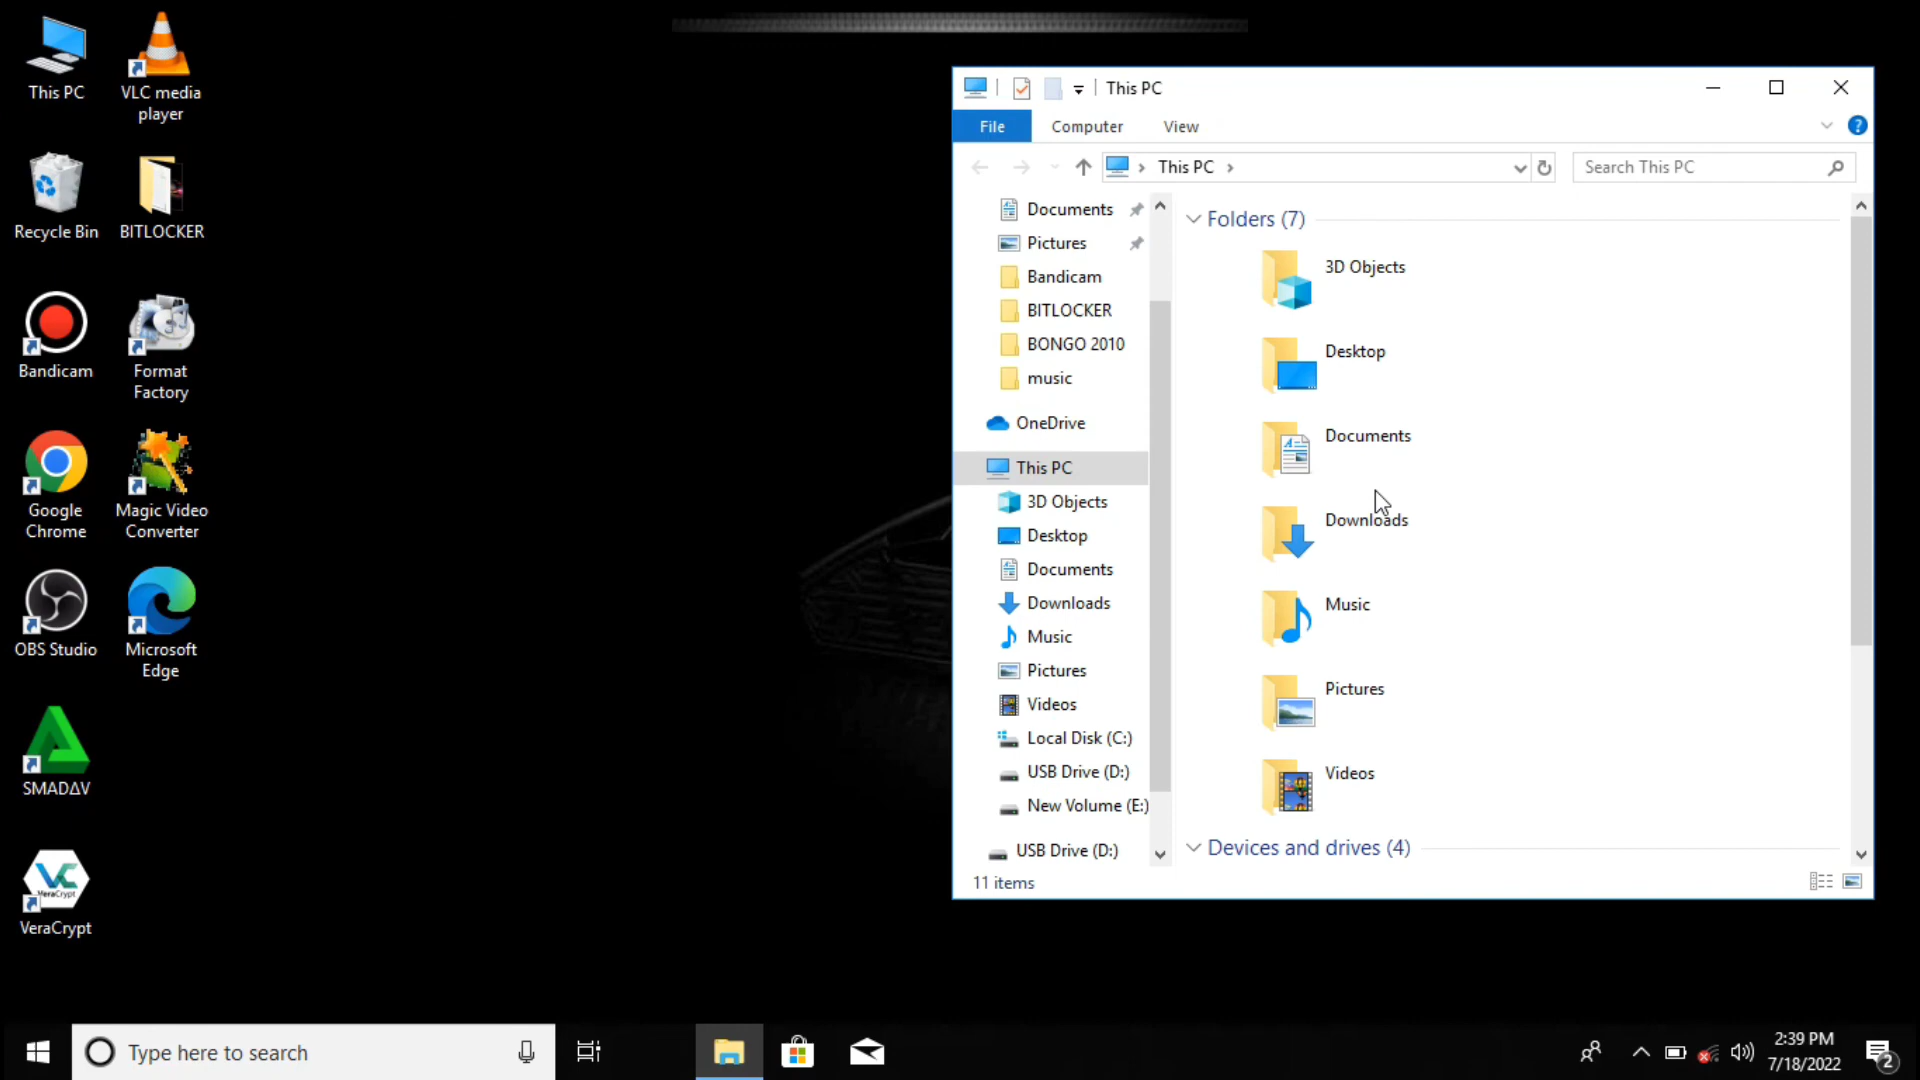 This PC
VLC media
player
Recycle Bin
BITLOCKER
Bandicam
Format
Factory
Google
Chrome
Magic Video
Converter
OBS Studio
Microsoft
Edge
SMADΔV
VeraCrypt
VeraCrypt
This PC
File
Computer
View
?
This PC
Search This PC
Documents
Pictures
Bandicam
BITLOCKER
BONGO 2010
music
OneDrive
This PC
3D Objects
Desktop
Documents
Downloads
Music
Pictures
Videos
Local Disk (C:)
USB Drive (D:)
New Volume (E:)
USB Drive (D:)
Folders (7)
3D Objects
Desktop
Documents
Downloads
Music
Pictures
Videos
Devices and drives (4)
11 items
Type here to search
2:39 PM
7/18/2022
2